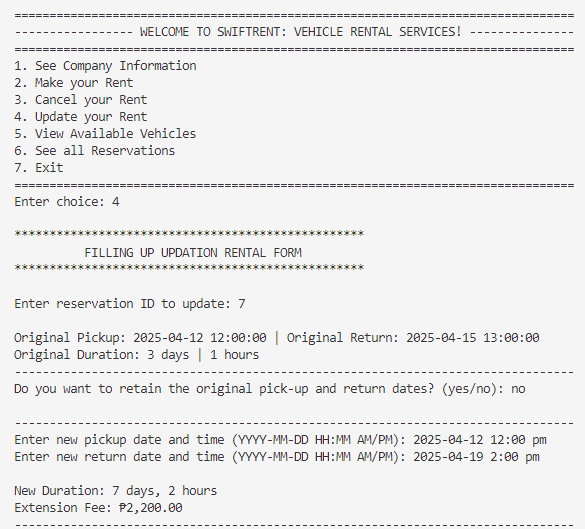 ================================================================================
----------------- WELCOME TO SWIFTRENT: VEHICLE RENTAL SERVICES! ---------------
================================================================================
1. See Company Information
2. Make your Rent
3. Cancel your Rent
4. Update your Rent
5. View Available Vehicles
6. See all Reservations
7. Exit
================================================================================
Enter choice: 4
**************************************************
FILLING UP UPDATION RENTAL FORM
**************************************************
Enter reservation ID to update: 7
Original Pickup: 2025-04-12 12:00:00 | Original Return: 2025-04-15 13:00:00
Original Duration: 3 days | 1 hours
--------------------------------------------------------------------------------
Do you want to retain the original pick-up and return dates? (yes/no): no
--------------------------------------------------------------------------------
Enter new pickup date and time (YYYY-MM-DD HH:MM AM/PM): 2025-04-12 12:00 pm
Enter new return date and time (YYYY-MM-DD HH:MM AM/PM): 2025-04-19 2:00 pm
New Duration: 7 days, 2 hours
Extension Fee: ₱2,200.00
--------------------------------------------------------------------------------